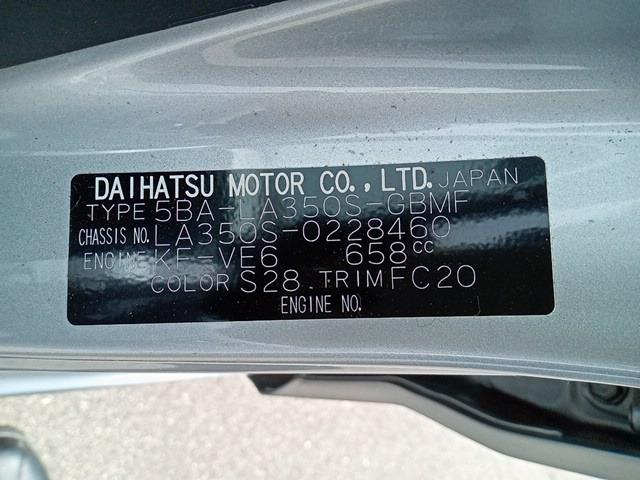 DAIHATSU MOTOR CO., LTD. JAPAN
TYPE 5BA-LA350S-GBMF
CHASSIS NO. LA350S-0228460
ENGINE KF-VE6 658CC
COLOR S28 TRIM FC20
ENGINE NO.